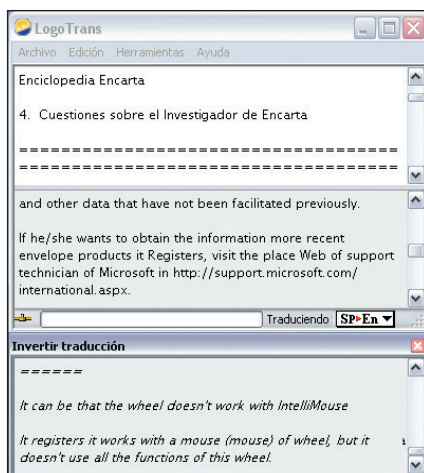 LogoTrans
Archivo Edición Herramientas Ayuda
Enciclopedia Encarta
4. Cuestiones sobre el Investigador de Encarta
====================================
====================================
and other data that have not been facilitated previously.
If he/she wants to obtain the information more recent
envelope products it Registers, visit the place Web of support
technician of Microsoft in http://support.microsoft.com/
international.aspx.
Traduciendo SP▸En ▼
Invertir traducción
======
It can be that the wheel doesn't work with IntelliMouse
It registers it works with a mouse (mouse) of wheel, but it
doesn't use all the functions of this wheel.